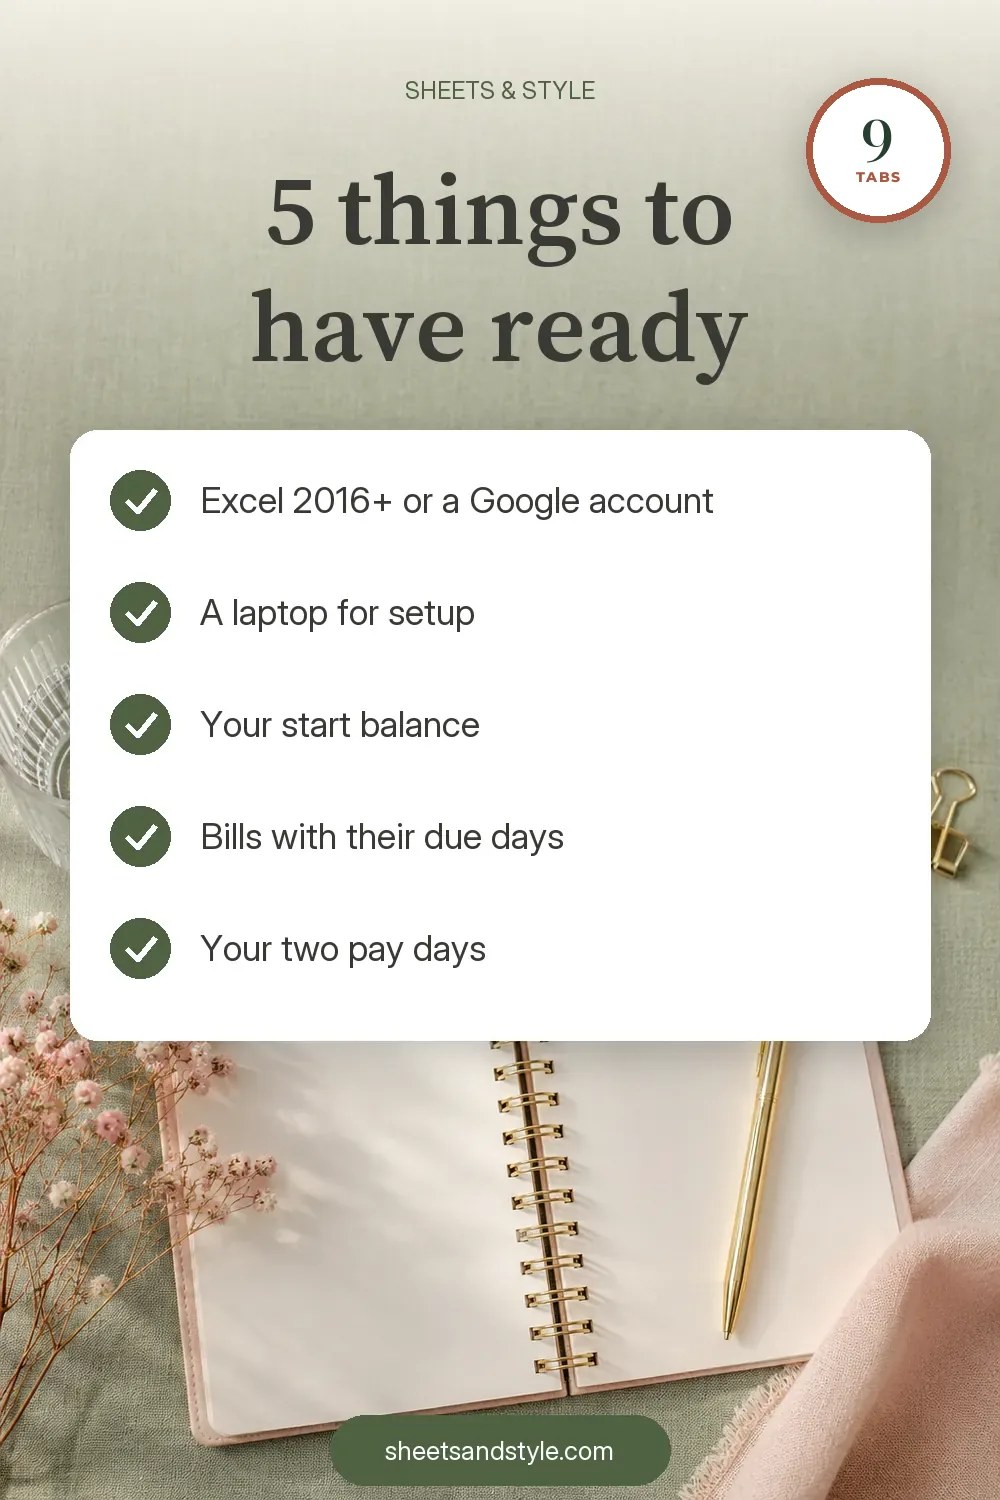 SHEETS & STYLE
9
TABS
5 things to
have ready
Excel 2016+ or a Google account
A laptop for setup
Your start balance
Bills with their due days
Your two pay days
sheetsandstyle.com